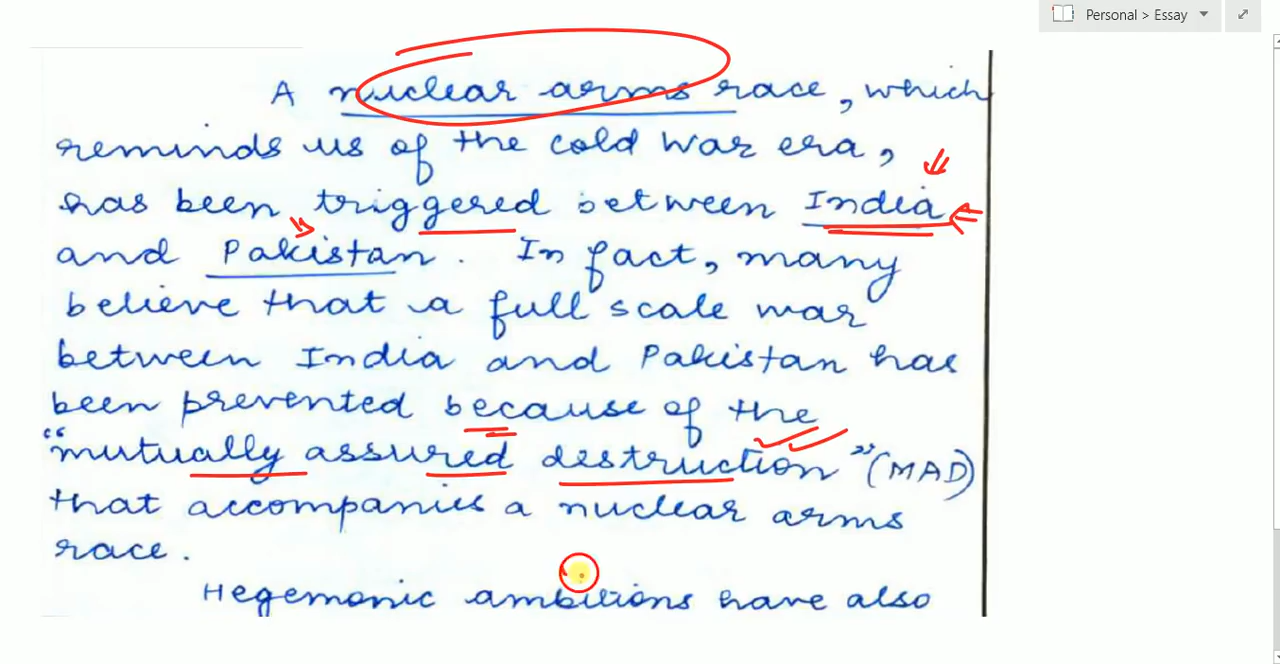 Personal > Essay
A nuclear arms race, which
reminds us of the cold war era,
has been triggered between India
and Pakistan. In fact, many
believe that a full scale war
between India and Pakistan has
been prevented because of the
"mutually assured destruction" (MAD)
that accompanies a nuclear arms
race.
Hegemonic ambitions have also